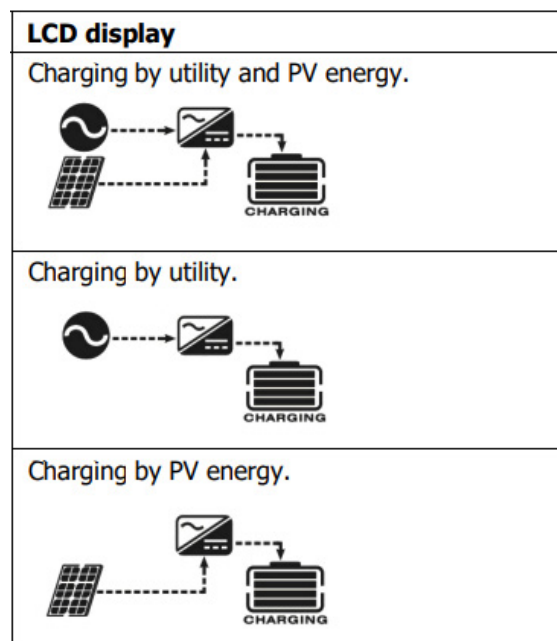 LCD display
Charging by utility and PV energy.
CHARGING
Charging by utility.
CHARGING
Charging by PV energy.
CHARGING